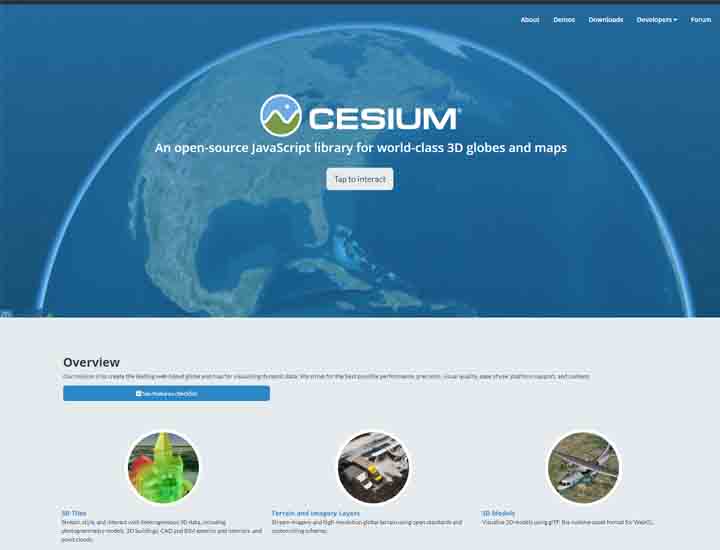 About Demos Downloads Developers Forum
CESIUM®
An open-source JavaScript library for world-class 3D globes and maps
Tap to interact
Overview
Our mission is to create the leading web-based globe and map for visualizing dynamic data. We strive for the best possible performance, precision, visual quality, ease of use, platform support, and content.
See features checklist
3D Tiles
Stream, style, and interact with heterogeneous 3D data, including
photogrammetry models, 3D buildings, CAD and BIM exteriors and interiors, and
point clouds.
Terrain and Imagery Layers
Stream imagery and high-resolution global terrain using open standards and
custom tiling schemes.
3D Models
Visualize 3D models using glTF, the runtime asset format for WebGL.